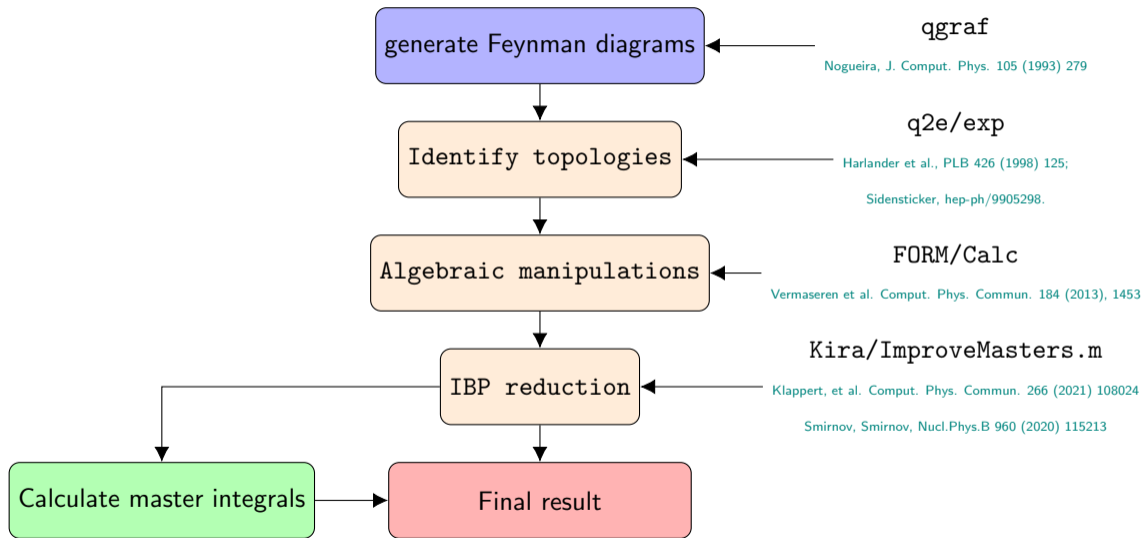 generate Feynman diagrams
qgraf
Nogueira, J. Comput. Phys. 105 (1993) 279
Identify topologies
q2e/exp
Harlander et al., PLB 426 (1998) 125;
Sidensticker, hep-ph/9905298.
Algebraic manipulations
FORM/Calc
Vermaseren et al. Comput. Phys. Commun. 184 (2013), 1453
IBP reduction
Kira/ImproveMasters.m
Klappert, et al. Comput. Phys. Commun. 266 (2021) 108024
Smirnov, Smirnov, Nucl.Phys.B 960 (2020) 115213
Calculate master integrals
Final result